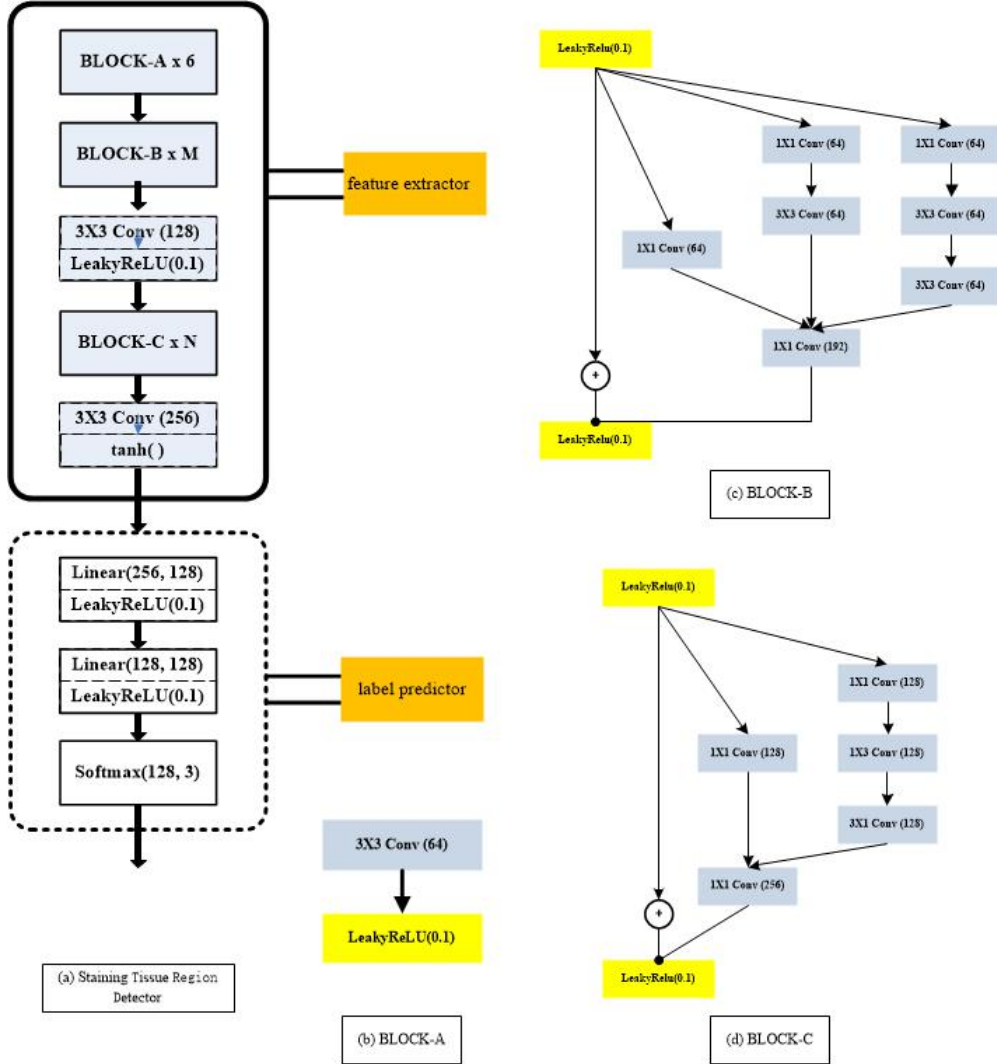 BLOCK-A x 6
BLOCK-B x M
3X3 Conv (128)
LeakyReLU(0.1)
BLOCK-C x N
3X3 Conv (256)
tanh( )
feature extractor
Linear(256, 128)
LeakyReLU(0.1)
Linear(128, 128)
LeakyReLU(0.1)
Softmax(128, 3)
label predictor
(a) Staining Tissue Region
Detector
3X3 Conv (64)
LeakyReLU(0.1)
(b) BLOCK-A
LeakyRelu(0.1)
1X1 Conv (64)
1X1 Conv (64)
3X3 Conv (64)
3X3 Conv (64)
1X1 Conv (64)
3X3 Conv (64)
1X1 Conv (192)
+
LeakyRelu(0.1)
(c) BLOCK-B
LeakyRelu(0.1)
1X1 Conv (128)
1X1 Conv (128)
1X3 Conv (128)
3X1 Conv (128)
1X1 Conv (256)
+
LeakyRelu(0.1)
(d) BLOCK-C